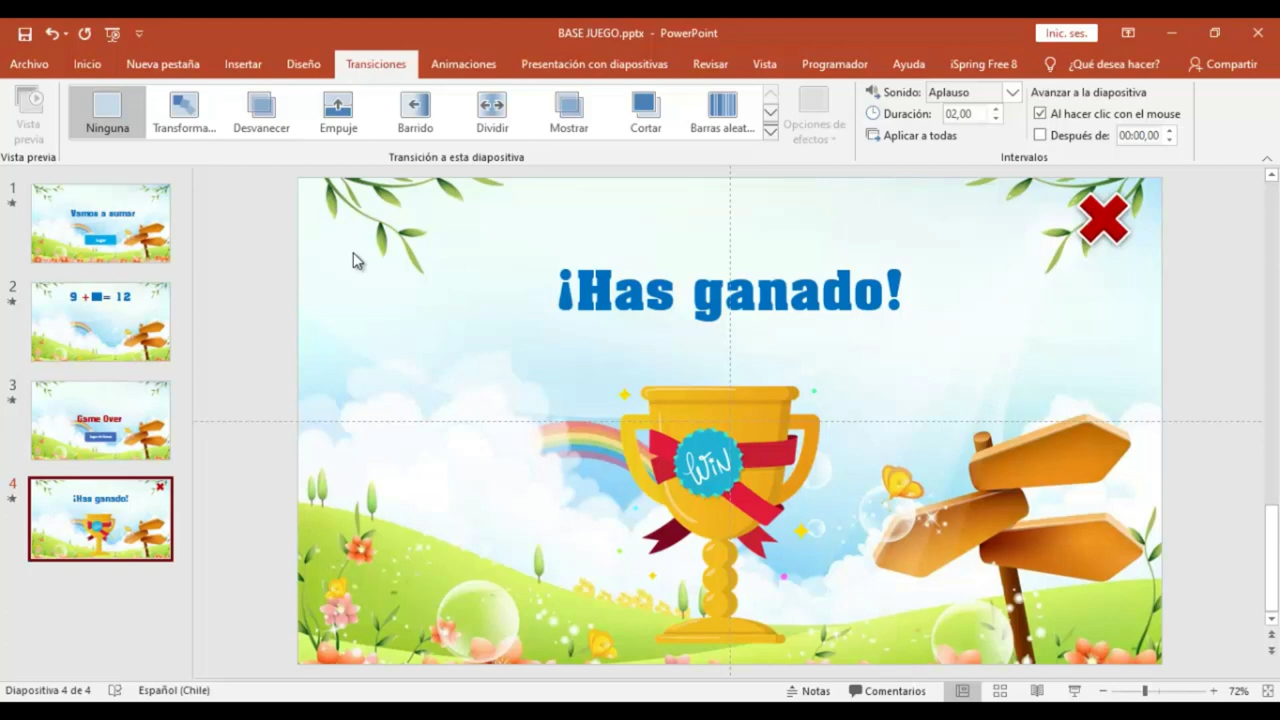 BASE JUEGO.pptx - PowerPoint
Inic. ses.
Archivo Inicio Nueva pestaña Insertar Diseño Transiciones Animaciones Presentación con diapositivas Revisar Vista Programador Ayuda iSpring Free 8 ¿Qué desea hacer? Compartir
Vista previa
Ninguna Transforma... Desvanecer Empuje Barrido Dividir Mostrar Cortar Barras aleat...
Opciones de efectos
Sonido: Aplauso
Duración: 02,00
Aplicar a todas
Avanzar a la diapositiva
Al hacer clic con el mouse
Después de: 00:00,00
Vista previa Transición a esta diapositiva Intervalos
1
Vamos a sumar
2
9 + = 12
3
Game Over
4
¡Has ganado!
¡Has ganado!
WIN
Diapositiva 4 de 4 Español (Chile) Notas Comentarios 72%